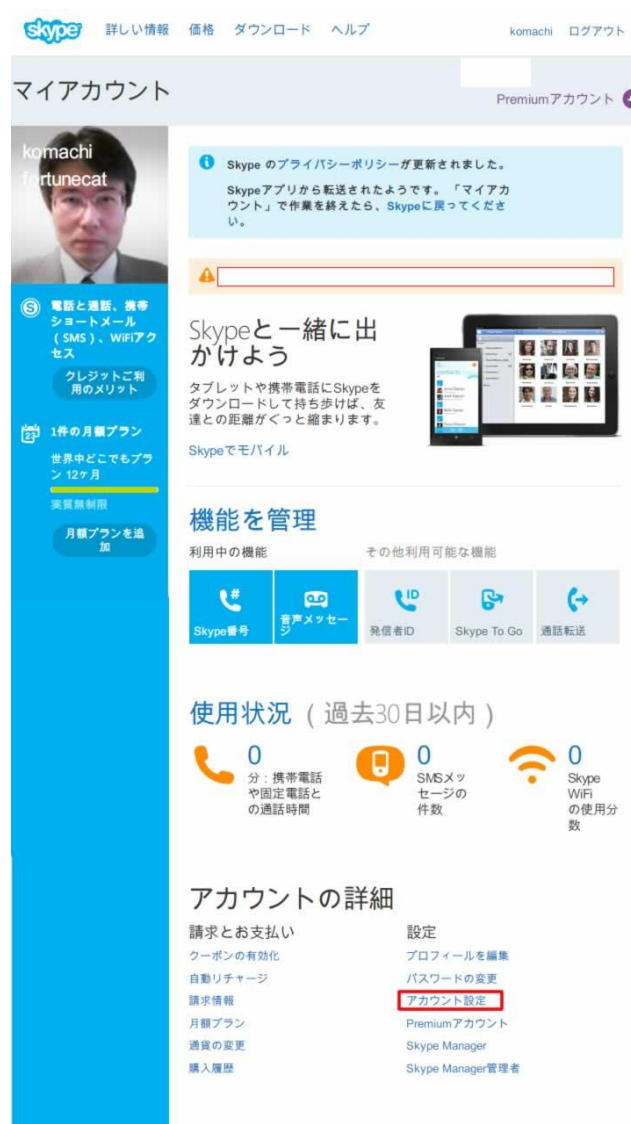 skype 詳しい情報 価格 ダウンロード ヘルプ komachi ログアウト
マイアカウント
Premiumアカウント
komachi
fortunecat
Skype のプライバシーポリシーが更新されました。
Skypeアプリから転送されたようです。 「マイアカ
ウント」で作業を終えたら、Skypeに戻ってくださ
い。
電話と通話、携帯
ショートメール
(SMS)、WiFiアク
セス
クレジットご利
用のメリット
1件の月額プラン
世界中どこでもプラ
ン 12ケ月
実質無制限
月額プランを追
加
Skypeと一緒に出
かけよう
タブレットや携帯電話にSkypeを
ダウンロードして持ち歩けば、友
達との距離がぐっと縮まります。
Skypeでモバイル
機能を管理
利用中の機能 その他利用可能な機能
Skype番号
音声メッセー
ジ
発信者ID
Skype To Go
通話転送
使用状況 (過去30日以内)
0
分:携帯電話
や固定電話と
の通話時間
0
SMSメッ
セージの
件数
0
Skype
WiFi
の使用分
数
アカウントの詳細
請求とお支払い
クーポンの有効化
自動リチャージ
請求情報
月額プラン
通貨の変更
購入履歴
設定
プロフィールを編集
パスワードの変更
アカウント設定
Premiumアカウント
Skype Manager
Skype Manager管理者